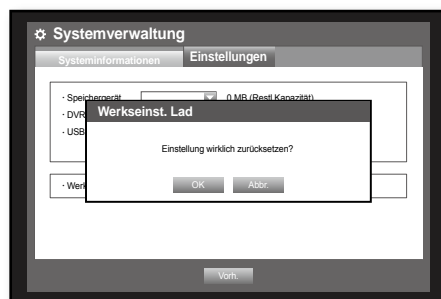 Systemverwaltung
Systeminformationen Einstellungen
· Speichergerät 0 MB (Restl.Kapazität)
· DVR
Werkseinst. Lad
· USB
Einstellung wirklich zurücksetzen?
· Werk
OK Abbr.
Vorh.